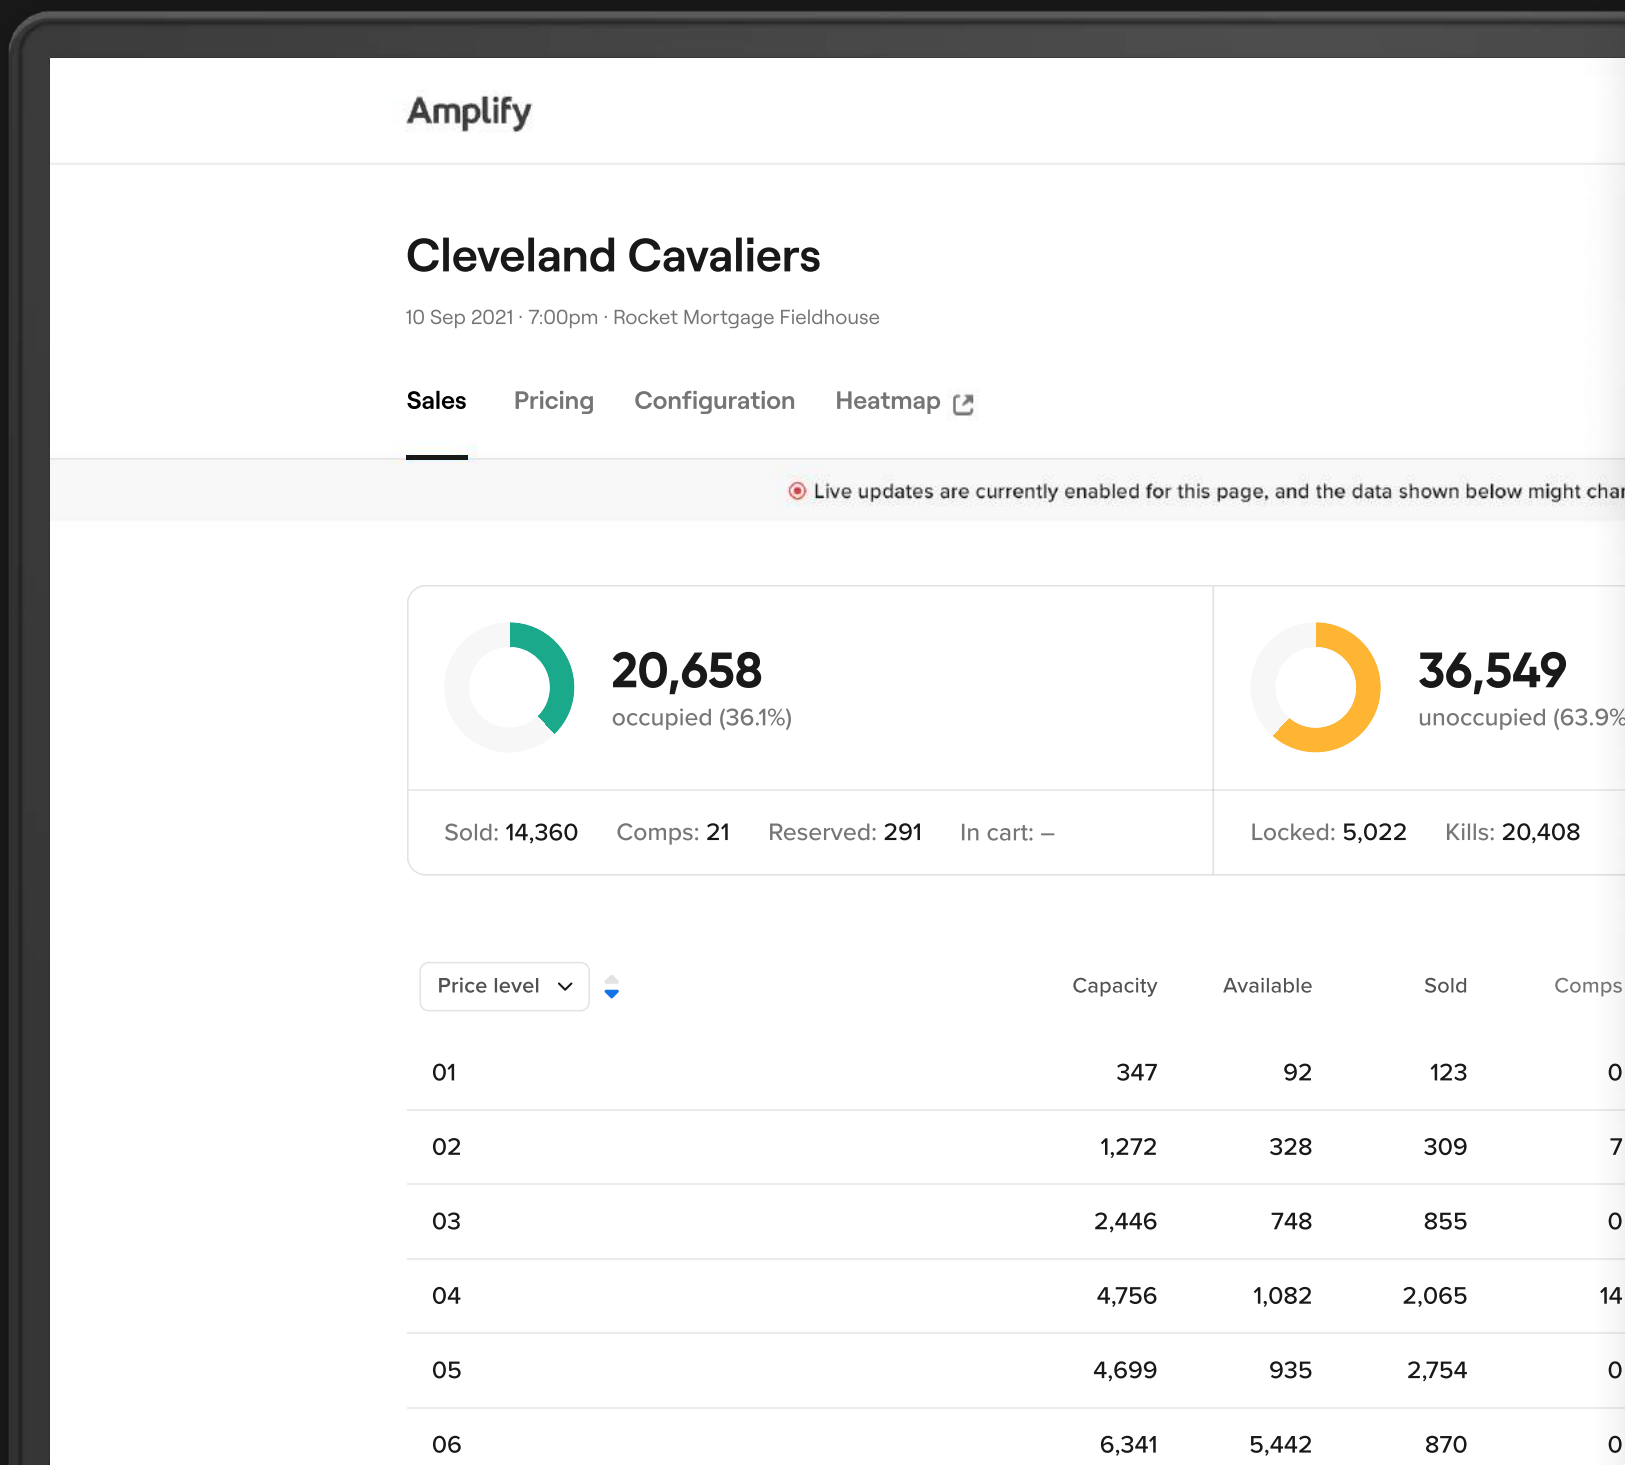 Amplify
Cleveland Cavaliers
10 Sep 2021 · 7:00pm · Rocket Mortgage Fieldhouse
Sales Pricing Configuration Heatmap
Live updates are currently enabled for this page, and the data shown below might
20,658
occupied (36.1%)
36,549
unoccupied (63.9%
Sold: 14,360 Comps: 21 Reserved: 291 In cart: –
Locked: 5,022 Kills: 20,408
Price level Capacity Available Sold Comps
01 347 92 123 0
02 1,272 328 309 7
03 2,446 748 855 0
04 4,756 1,082 2,065 14
05 4,699 935 2,754 0
06 6,341 5,442 870 0